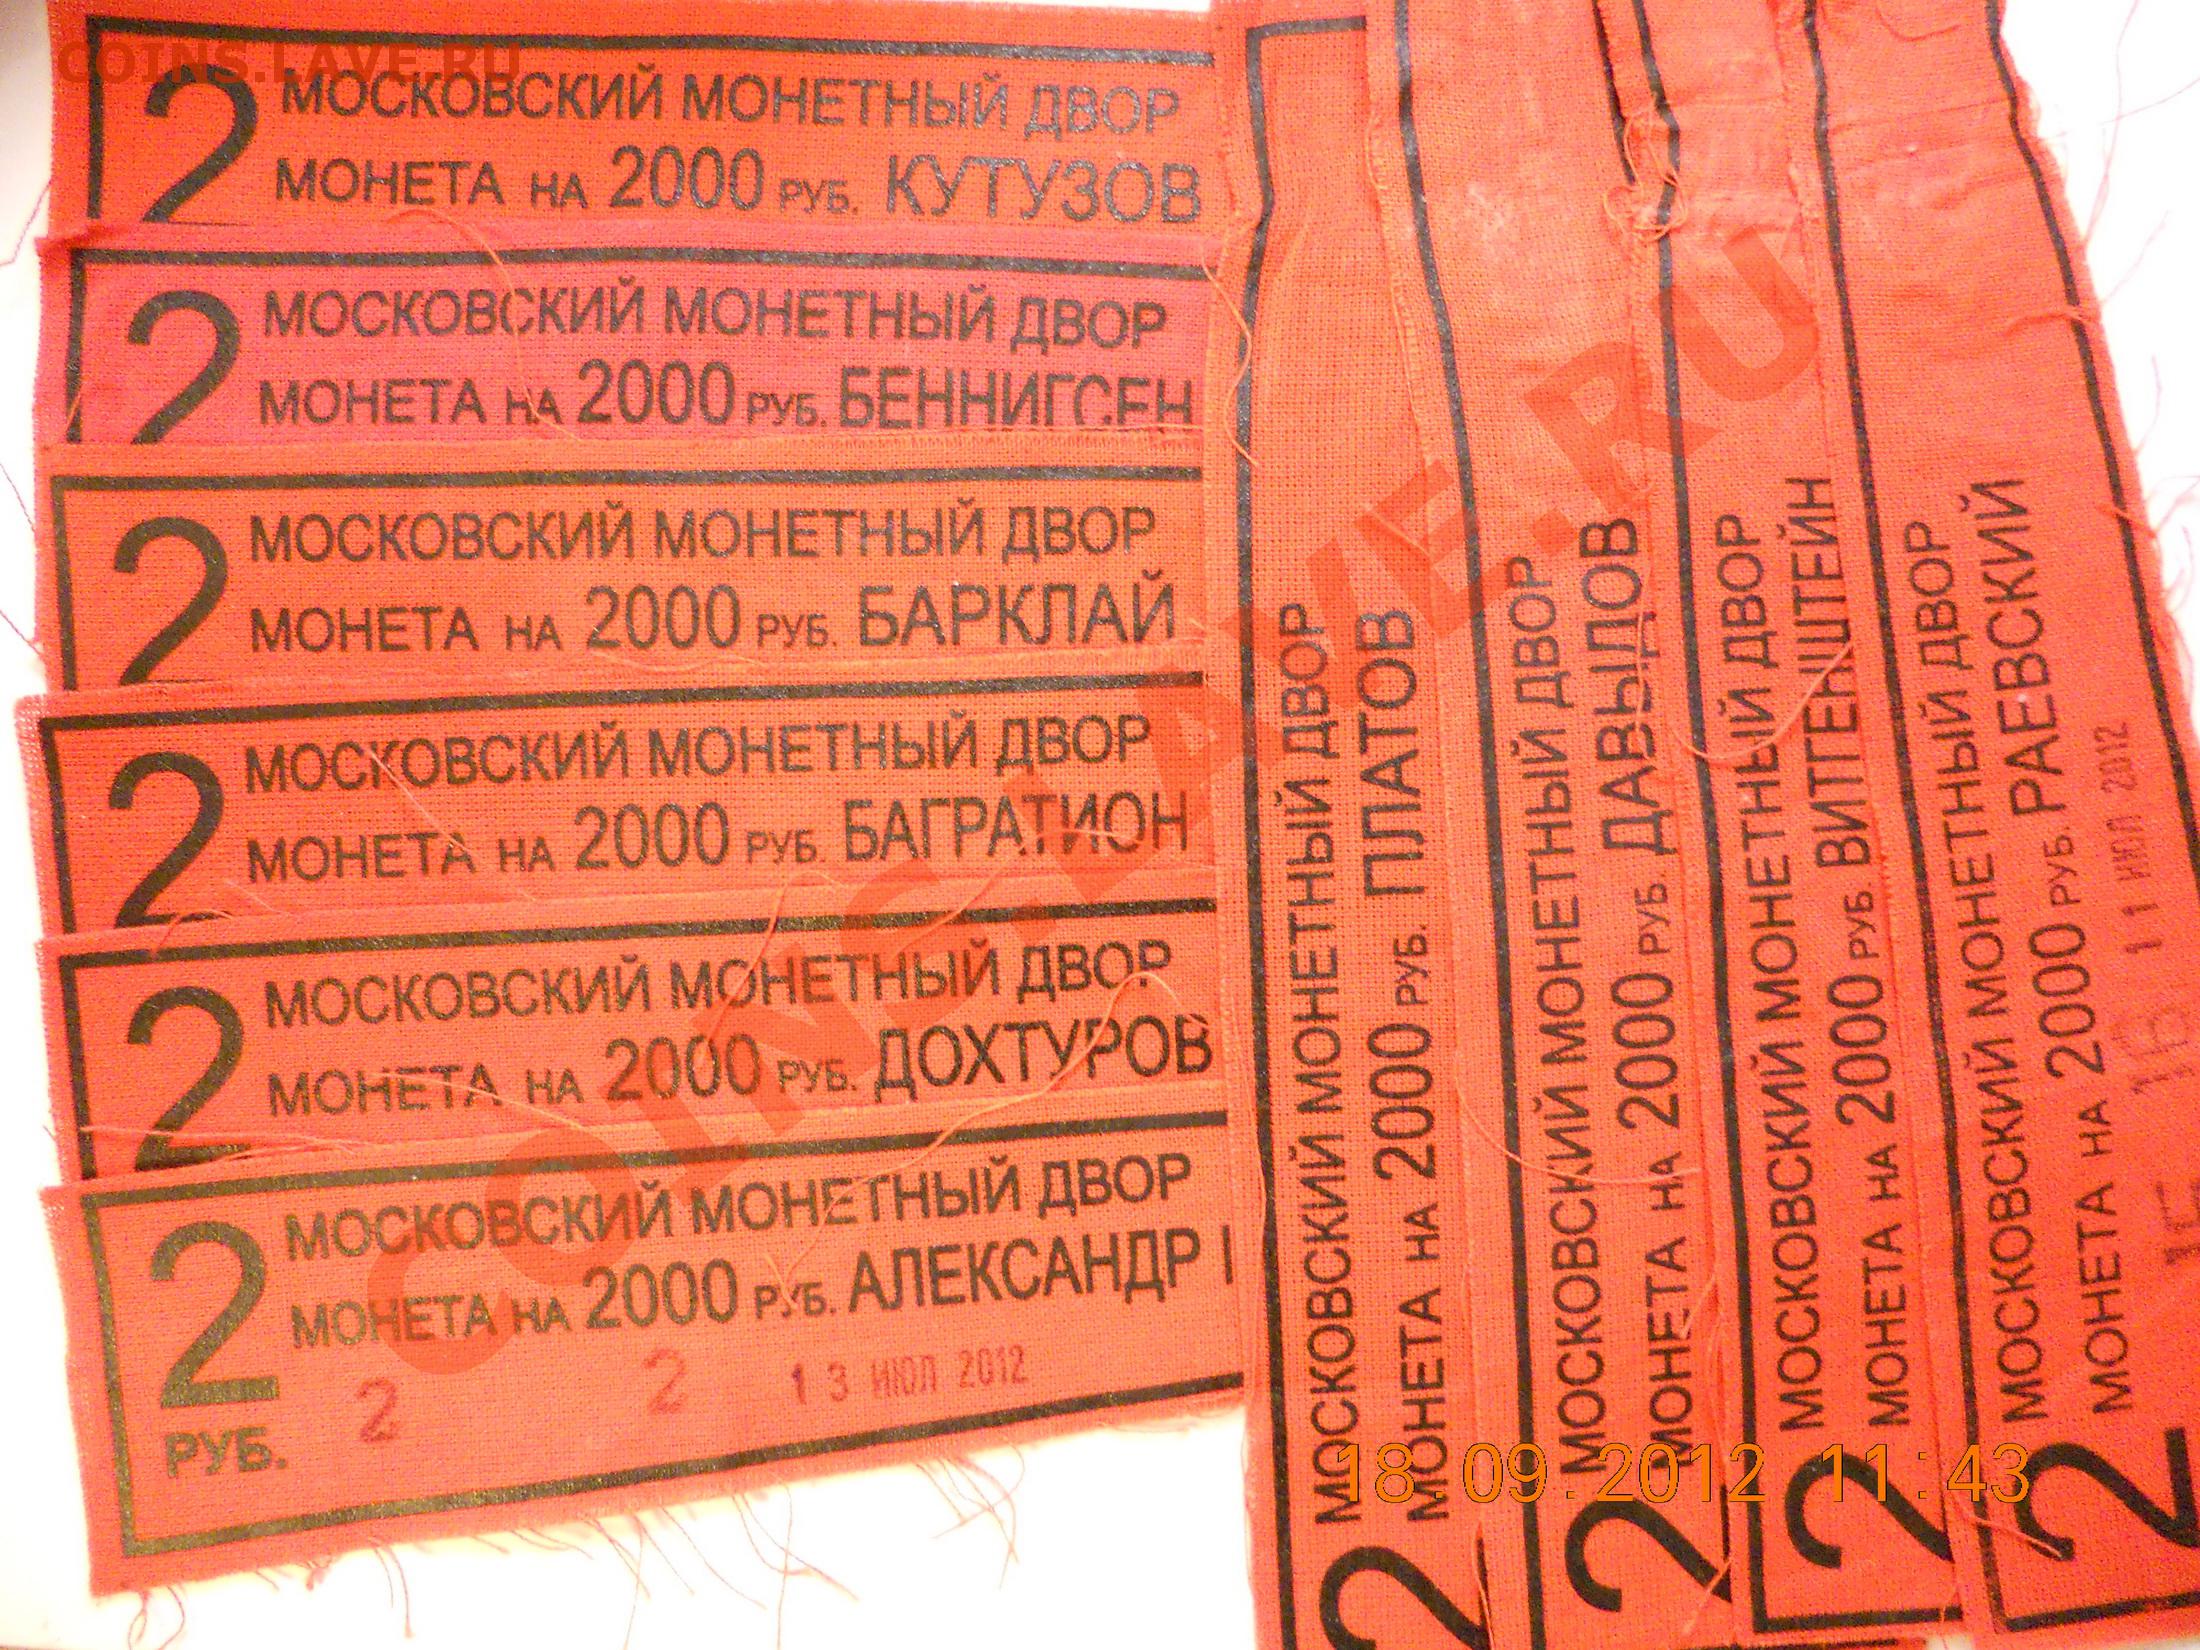 COINS.LAVE.RU
2
МОСКОВСКИЙ МОНЕТНЫЙ ДВОР
МОНЕТА НА 2000 РУБ. КУТУЗОВ
2
МОСКОВСКИЙ МОНЕТНЫЙ ДВОР
МОНЕТА НА 2000 РУБ. БЕННИГСЕН
2
МОСКОВСКИЙ МОНЕТНЫЙ ДВОР
МОНЕТА НА 2000 РУБ. БАРКЛАЙ
2
МОСКОВСКИЙ МОНЕТНЫЙ ДВОР
МОНЕТА НА 2000 РУБ. БАГРАТИОН
2
МОСКОВСКИЙ МОНЕТНЫЙ ДВОР
МОНЕТА НА 2000 РУБ. ДОХТУРОВ
2
РУБ.
МОСКОВСКИЙ МОНЕТНЫЙ ДВОР
МОНЕТА НА 2000 РУБ. АЛЕКСАНДР I
2 2 13 ИЮЛ 2012
2
МОСКОВСКИЙ МОНЕТНЫЙ ДВОР
МОНЕТА НА 2000 РУБ. ПЛАТОВ
2
МОСКОВСКИЙ МОНЕТНЫЙ ДВОР
МОНЕТА НА 2000 РУБ. ДАВЫДОВ
2
МОСКОВСКИЙ МОНЕТНЫЙ ДВОР
МОНЕТА НА 2000 РУБ. ВИТГЕНШТЕЙН
2
МОСКОВСКИЙ МОНЕТНЫЙ ДВОР
МОНЕТА НА 2000 РУБ. РАЕВСКИЙ
16 11 ИЮЛ 2012
COINS.LAVE.RU
18.09.2012 11:43